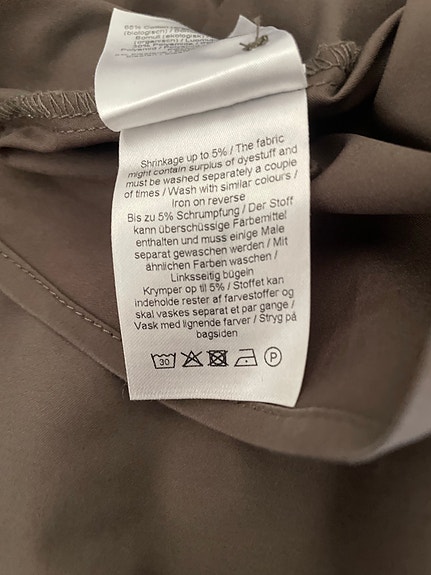 (biologisch) /
Shrinkage up to 5% / The fabric
might contain surplus of dyestuff and
must be washed separately a couple
of times / Wash with similar colours /
Iron on reverse
Bis zu 5% Schrumpfung / Der Stoff
kann überschüssige Farbemittel
enthalten und muss einige Male
separat gewaschen werden / Mit
ähnlichen Farben waschen /
Linksseitig bügeln
Krymper op til 5% / Stoffet kan
indeholde rester af farvestoffer og
skal vaskes separat et par gange /
Vask med lignende farver / Stryg på
bagsiden
30 P